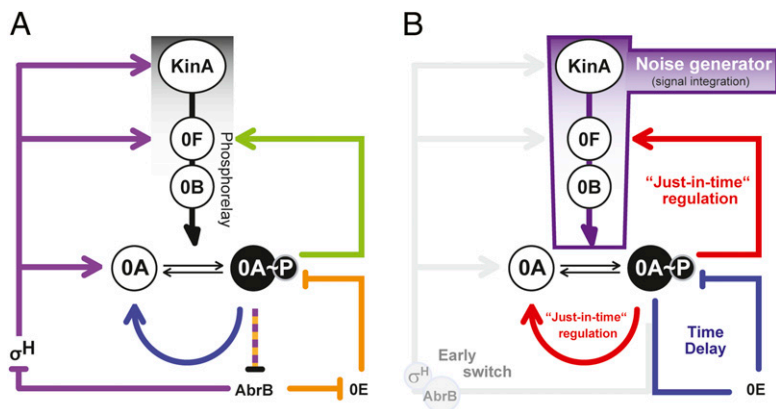 A
KinA
0F
0B
Phosphorelay
0A
0A~P
σH
AbrB
0E
B
KinA
Noise generator
(signal integration)
0F
0B
"Just-in-time"
regulation
0A
0A~P
"Just-in-time"
regulation
Time
Delay
Early
switch
σH
AbrB
0E